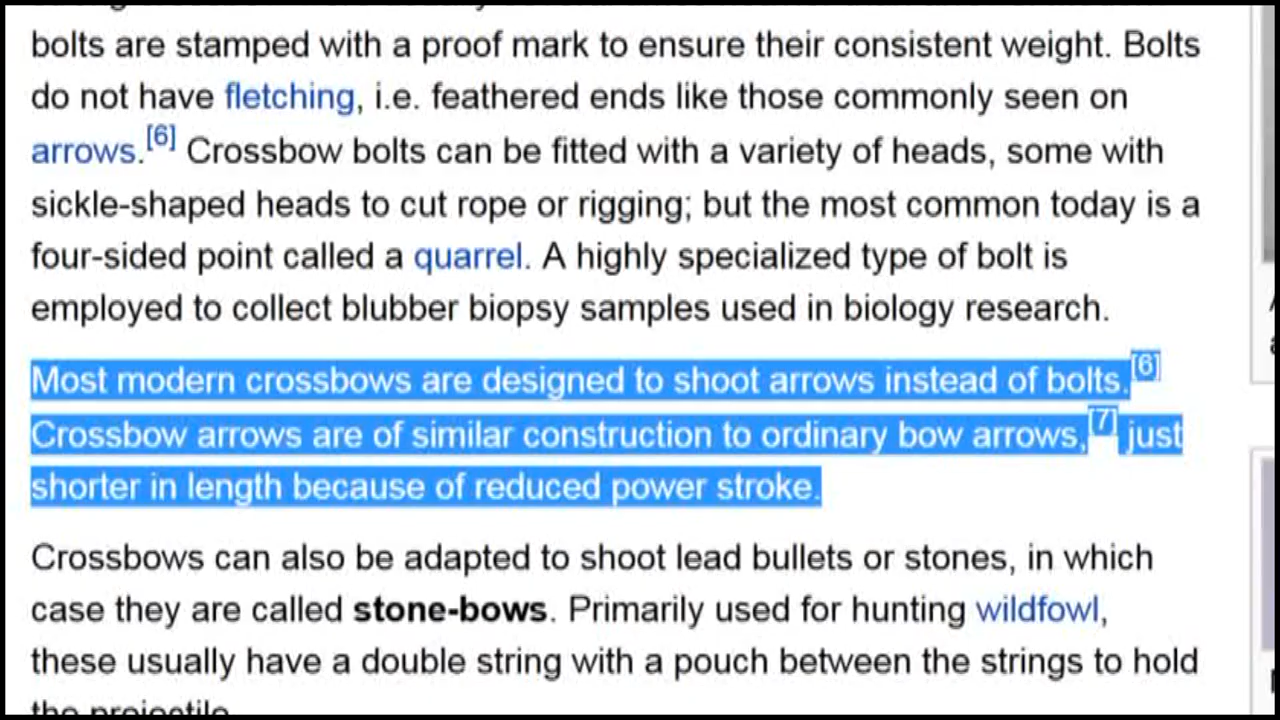 bolts are stamped with a proof mark to ensure their consistent weight. Bolts
do not have fletching, i.e. feathered ends like those commonly seen on
arrows.[6] Crossbow bolts can be fitted with a variety of heads, some with
sickle-shaped heads to cut rope or rigging; but the most common today is a
four-sided point called a quarrel. A highly specialized type of bolt is
employed to collect blubber biopsy samples used in biology research.
Most modern crossbows are designed to shoot arrows instead of bolts.[6]
Crossbow arrows are of similar construction to ordinary bow arrows,[7] just
shorter in length because of reduced power stroke.
Crossbows can also be adapted to shoot lead bullets or stones, in which
case they are called stone-bows. Primarily used for hunting wildfowl,
these usually have a double string with a pouch between the strings to hold
the projectile.